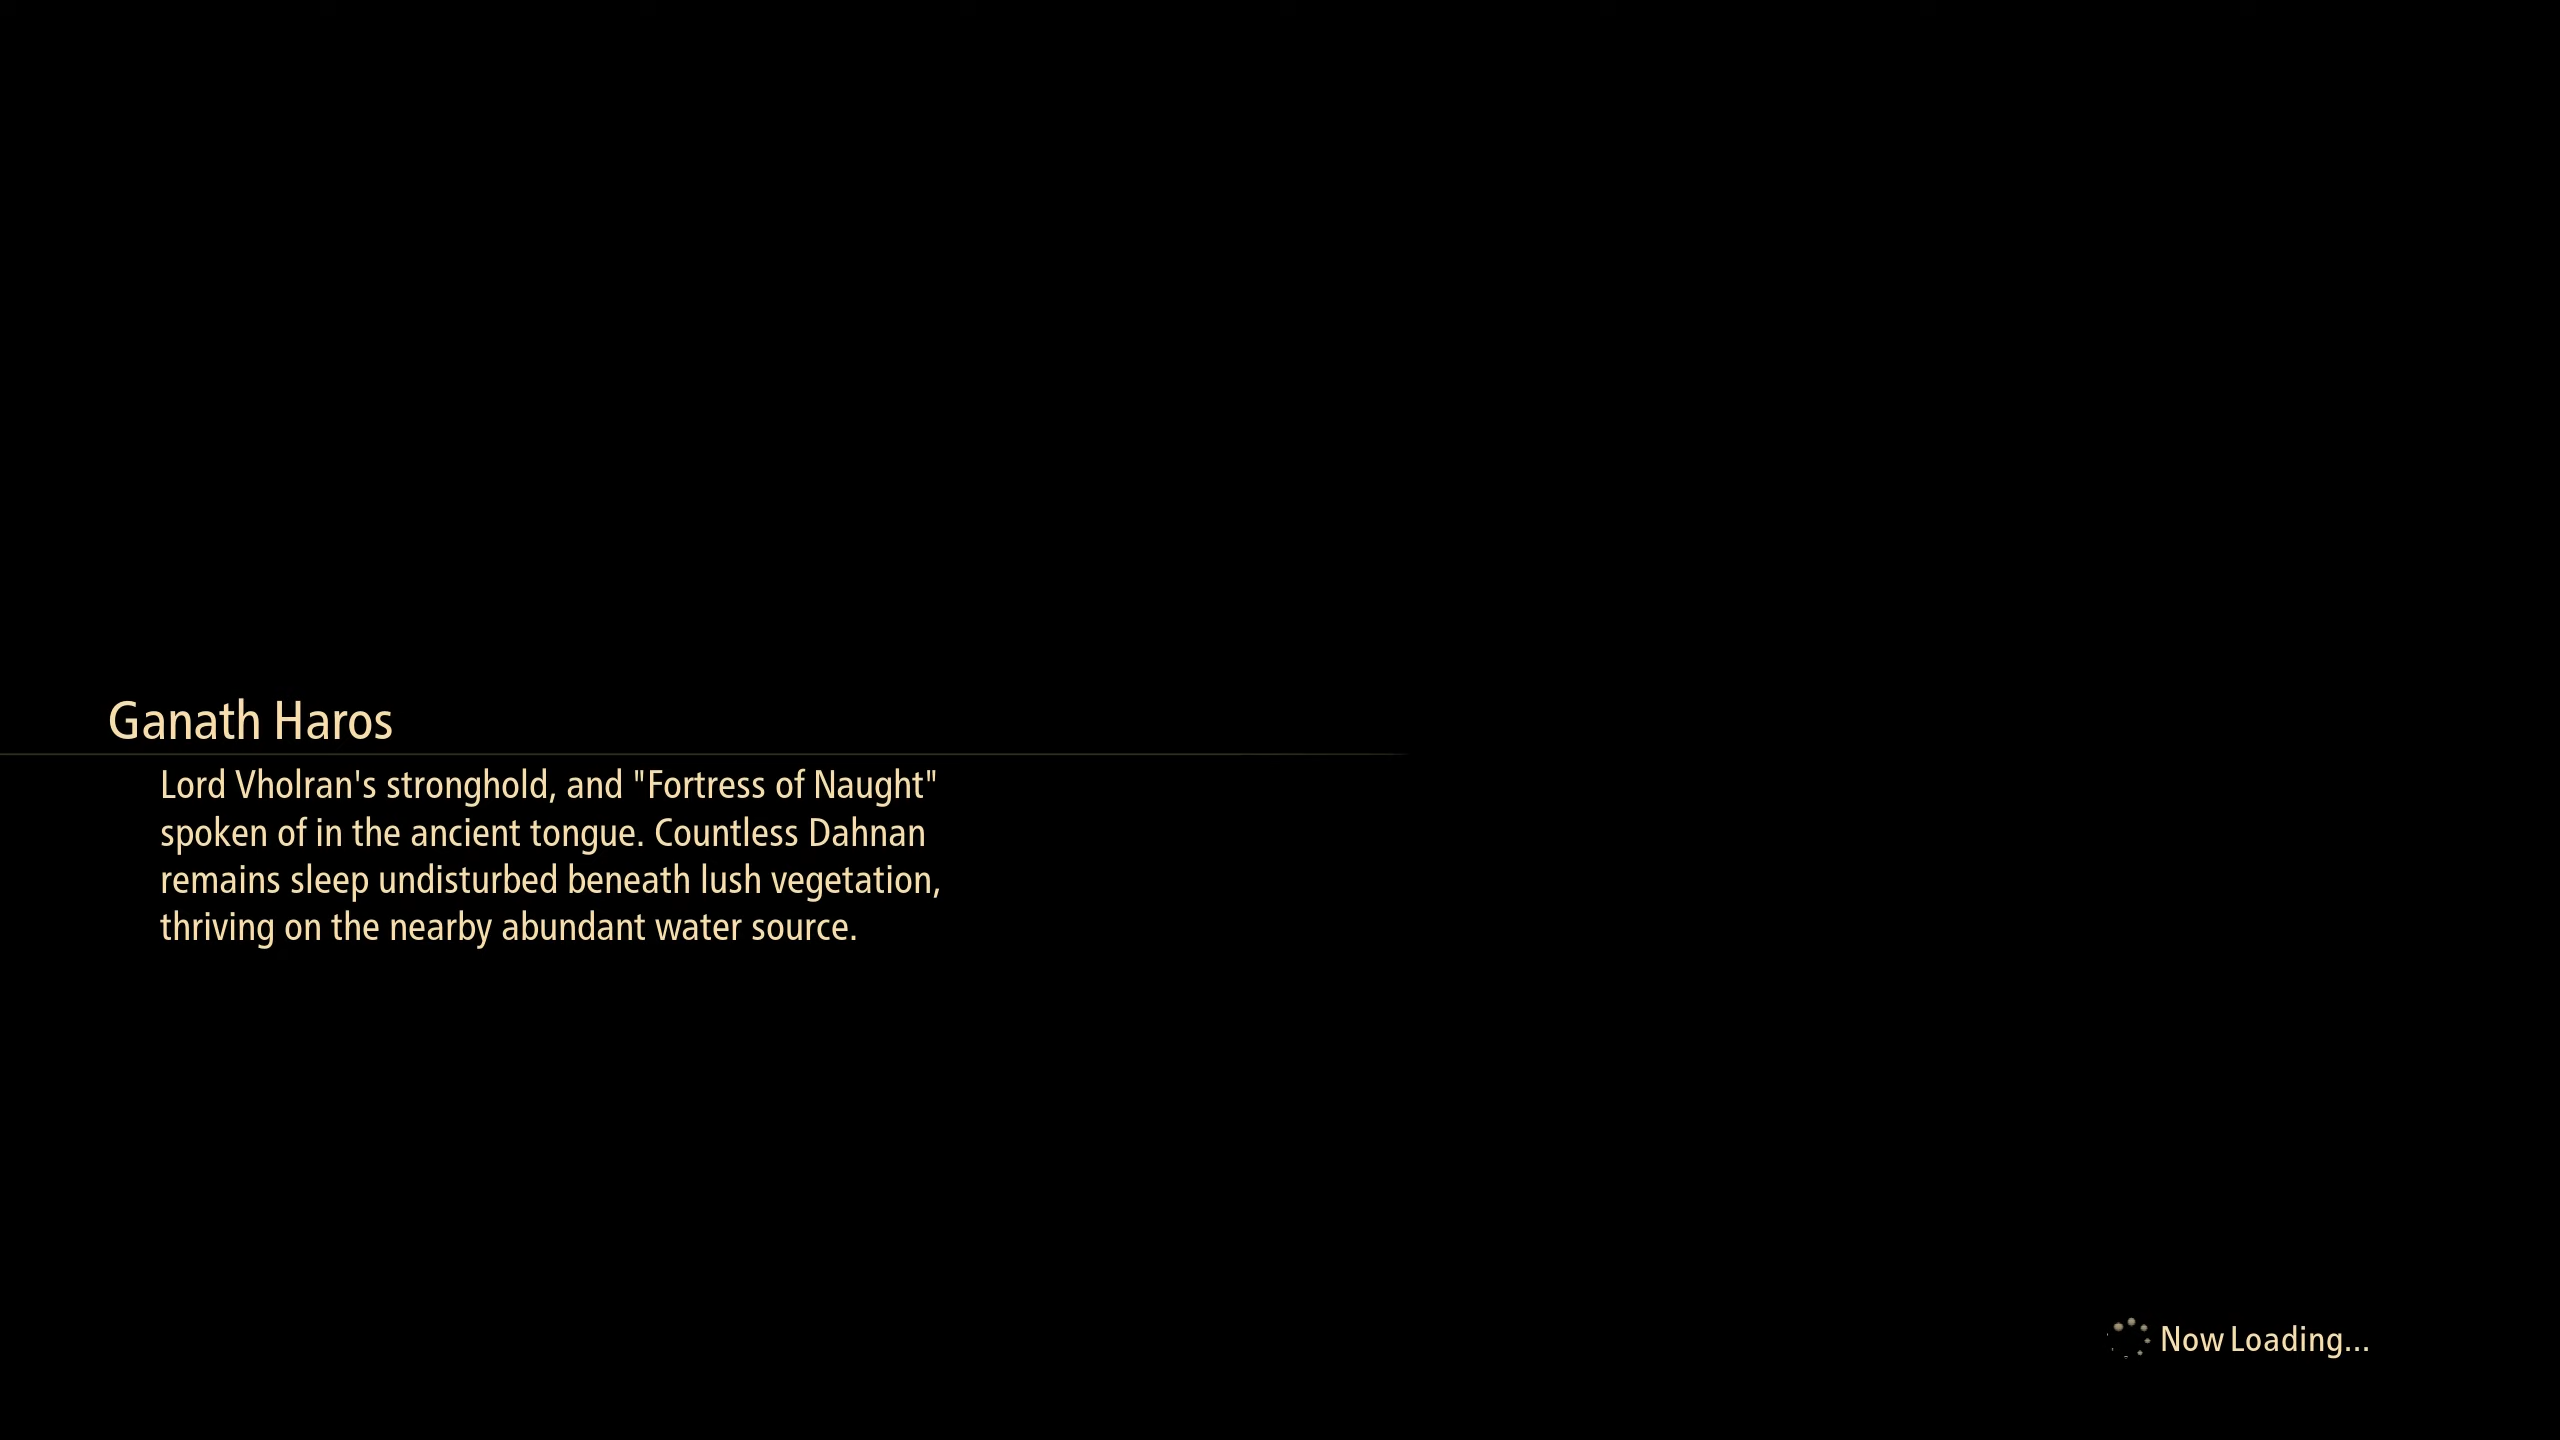 Ganath Haros
Lord Vholran's stronghold, and "Fortress of Naught"
spoken of in the ancient tongue. Countless Dahnan
remains sleep undisturbed beneath lush vegetation,
thriving on the nearby abundant water source.
Now Loading...